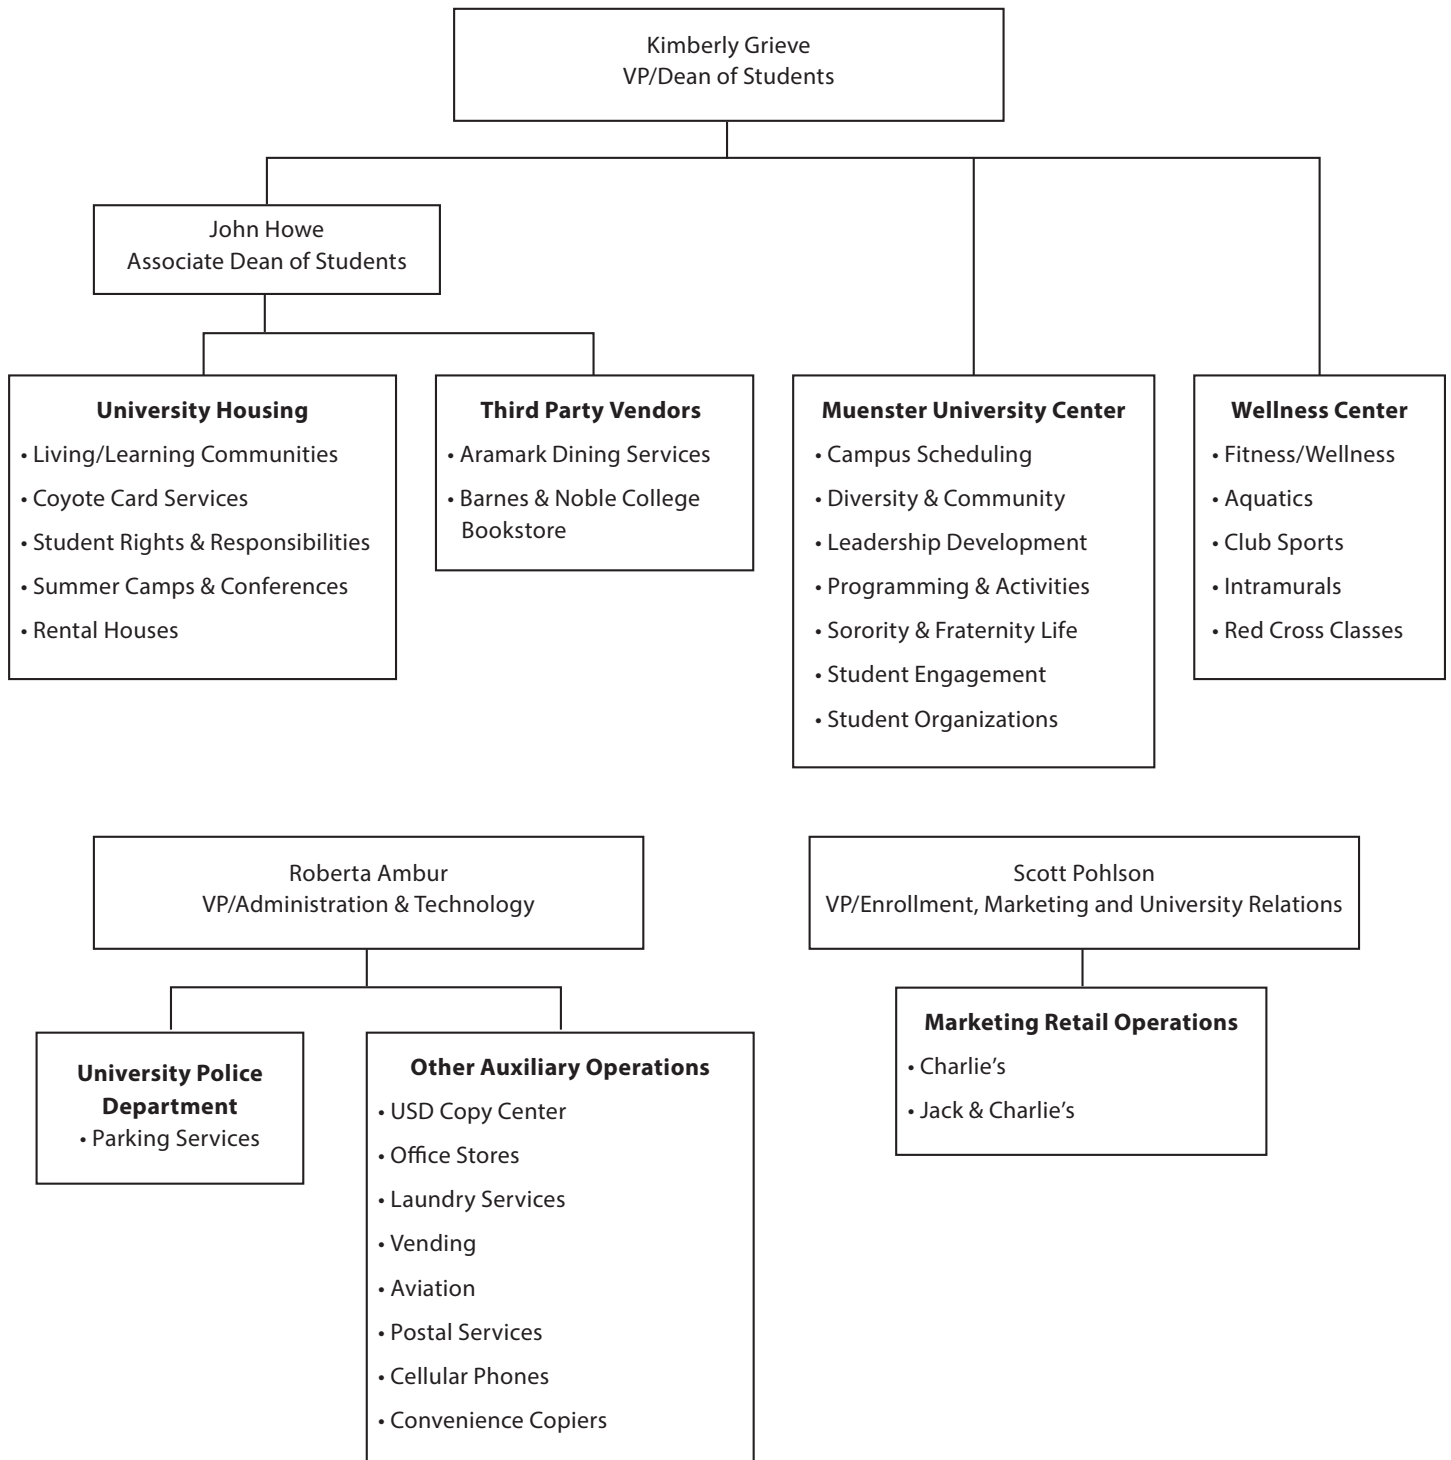 Kimberly Grieve
VP/Dean of Students
John Howe
Associate Dean of Students
University Housing
• Living/Learning Communities
• Coyote Card Services
• Student Rights & Responsibilities
• Summer Camps & Conferences
• Rental Houses
Third Party Vendors
• Aramark Dining Services
• Barnes & Noble College
Bookstore
Muenster University Center
• Campus Scheduling
• Diversity & Community
• Leadership Development
• Programming & Activities
• Sorority & Fraternity Life
• Student Engagement
• Student Organizations
Wellness Center
• Fitness/Wellness
• Aquatics
• Club Sports
• Intramurals
• Red Cross Classes
Roberta Ambur
VP/Administration & Technology
University Police
Department
• Parking Services
Other Auxiliary Operations
• USD Copy Center
• Office Stores
• Laundry Services
• Vending
• Aviation
• Postal Services
• Cellular Phones
• Convenience Copiers
Scott Pohlson
VP/Enrollment, Marketing and University Relations
Marketing Retail Operations
• Charlie’s
• Jack & Charlie’s